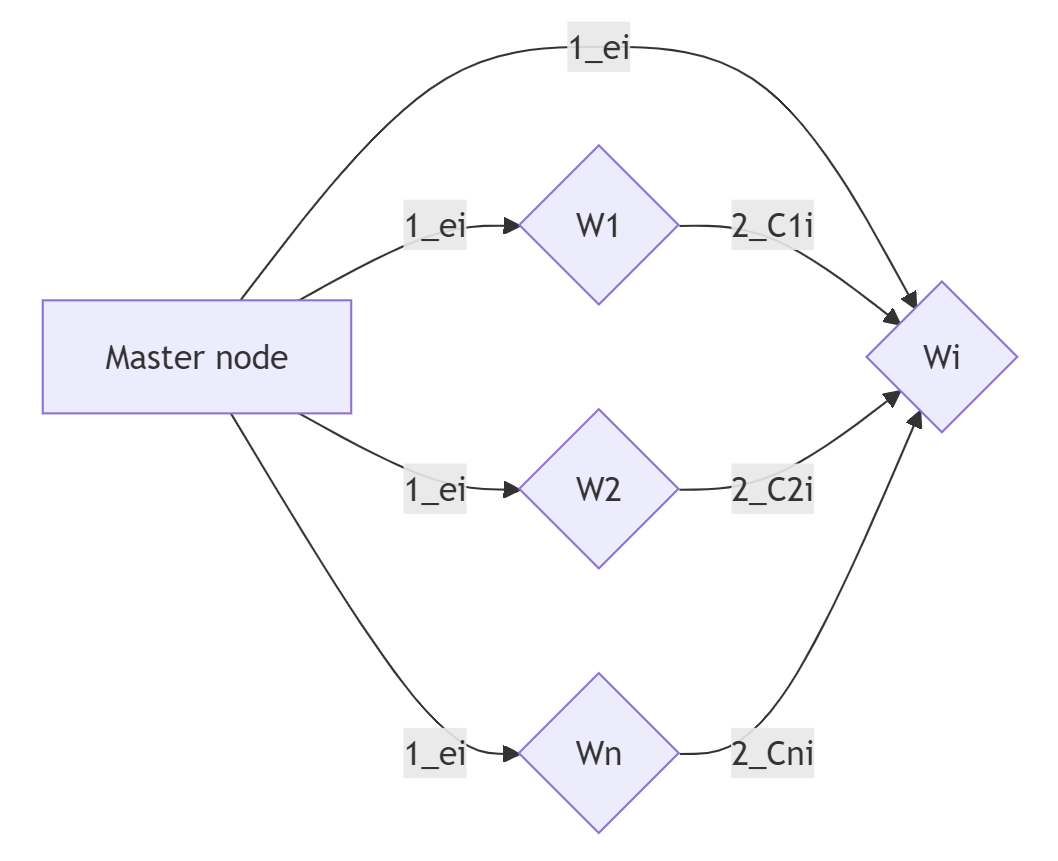 1_ei
1_ei
W1
2_C1i
Master node
Wi
1_ei
W2
2_C2i
1_ei
Wn
2_Cni